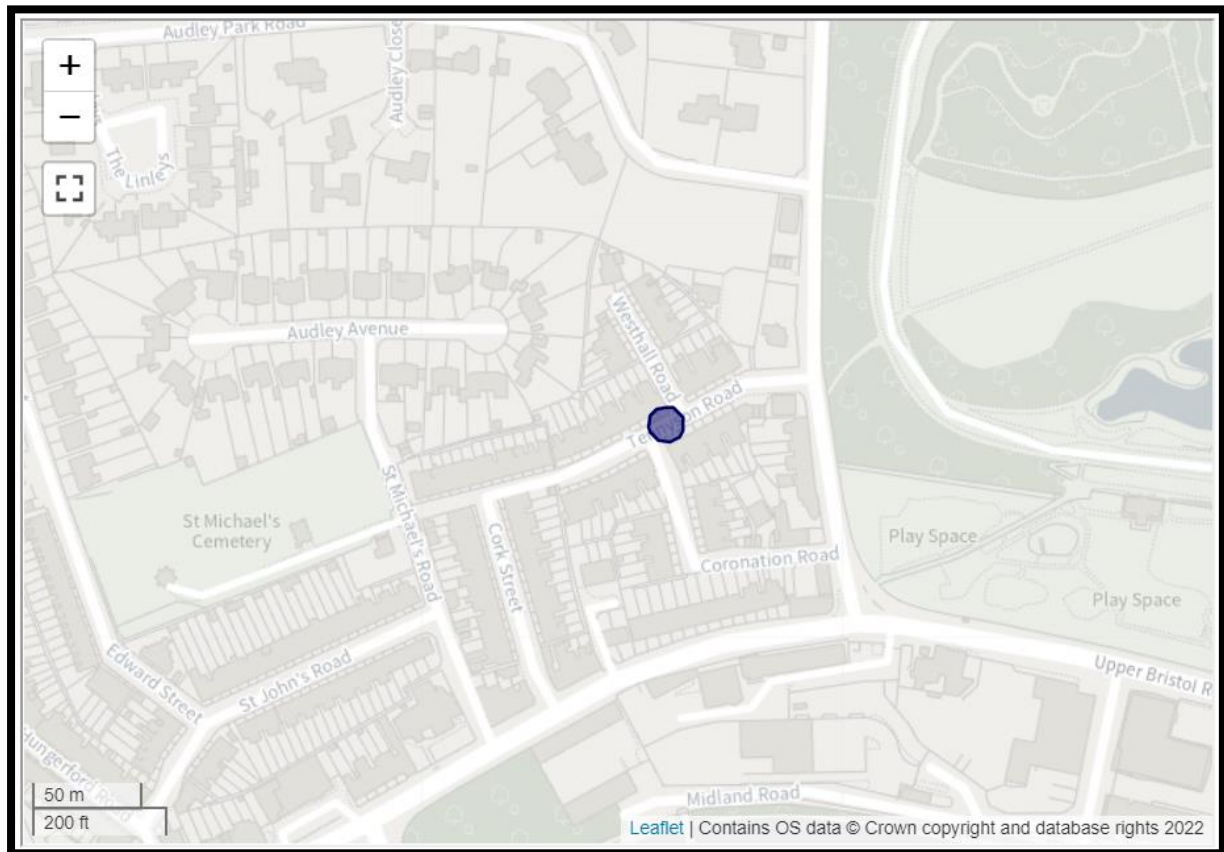 Audley Park Road
Audley Close
+
−
The Linleys
Audley Avenue
Westhall Road
Tennyson Road
St Michael's
Cemetery
St Michael's Road
Cork Street
Coronation Road
Play Space
Play Space
Edward Street
St John's Road
Upper Bristol R
Hungerford Road
Midland Road
50 m
200 ft
Leaflet | Contains OS data © Crown copyright and database rights 2022